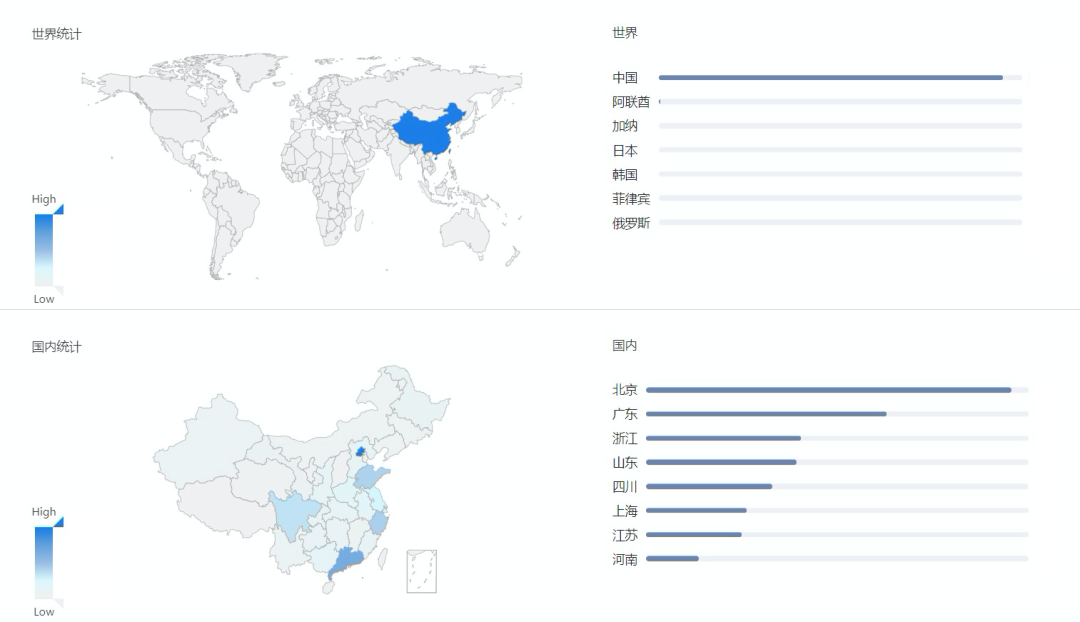 世界统计
High
Low
世界
中国
阿联酋
加纳
日本
韩国
菲律宾
俄罗斯
国内统计
High
Low
国内
北京
广东
浙江
山东
四川
上海
江苏
河南